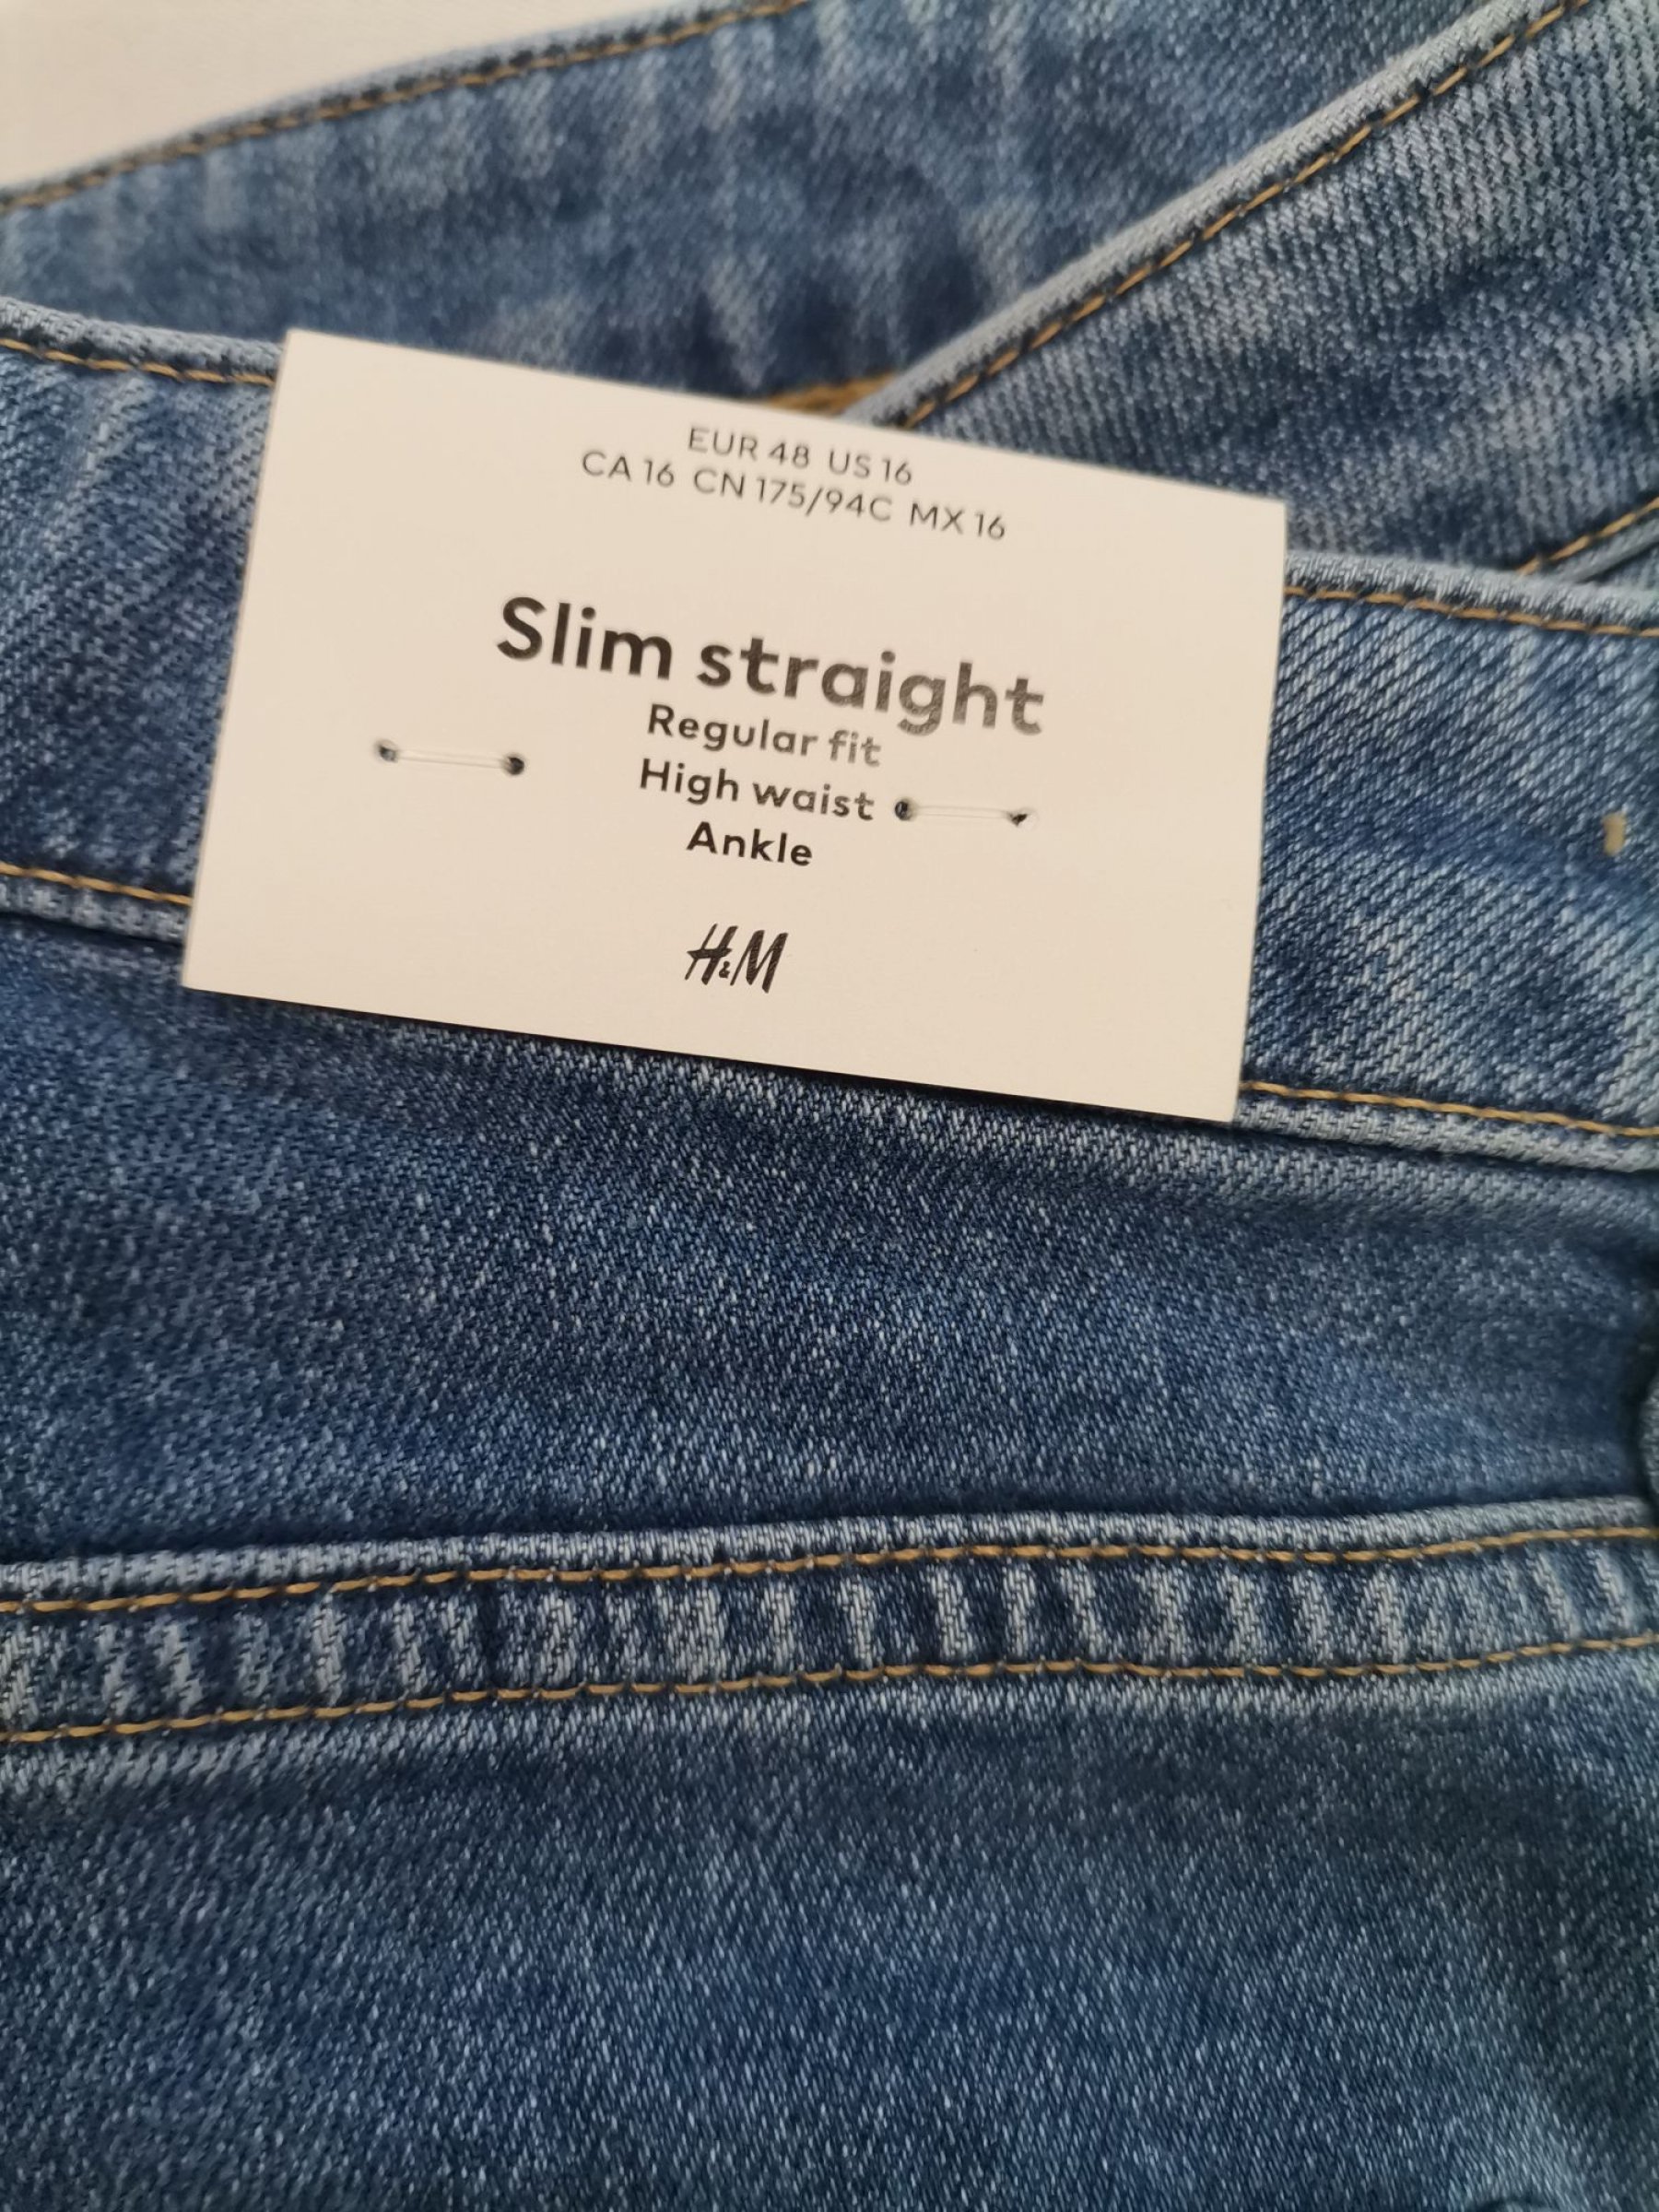 EUR 48 US 16
CA 16 CN 175/94C MX 16
Slim straight
Regular fit
High waist
Ankle
H&M